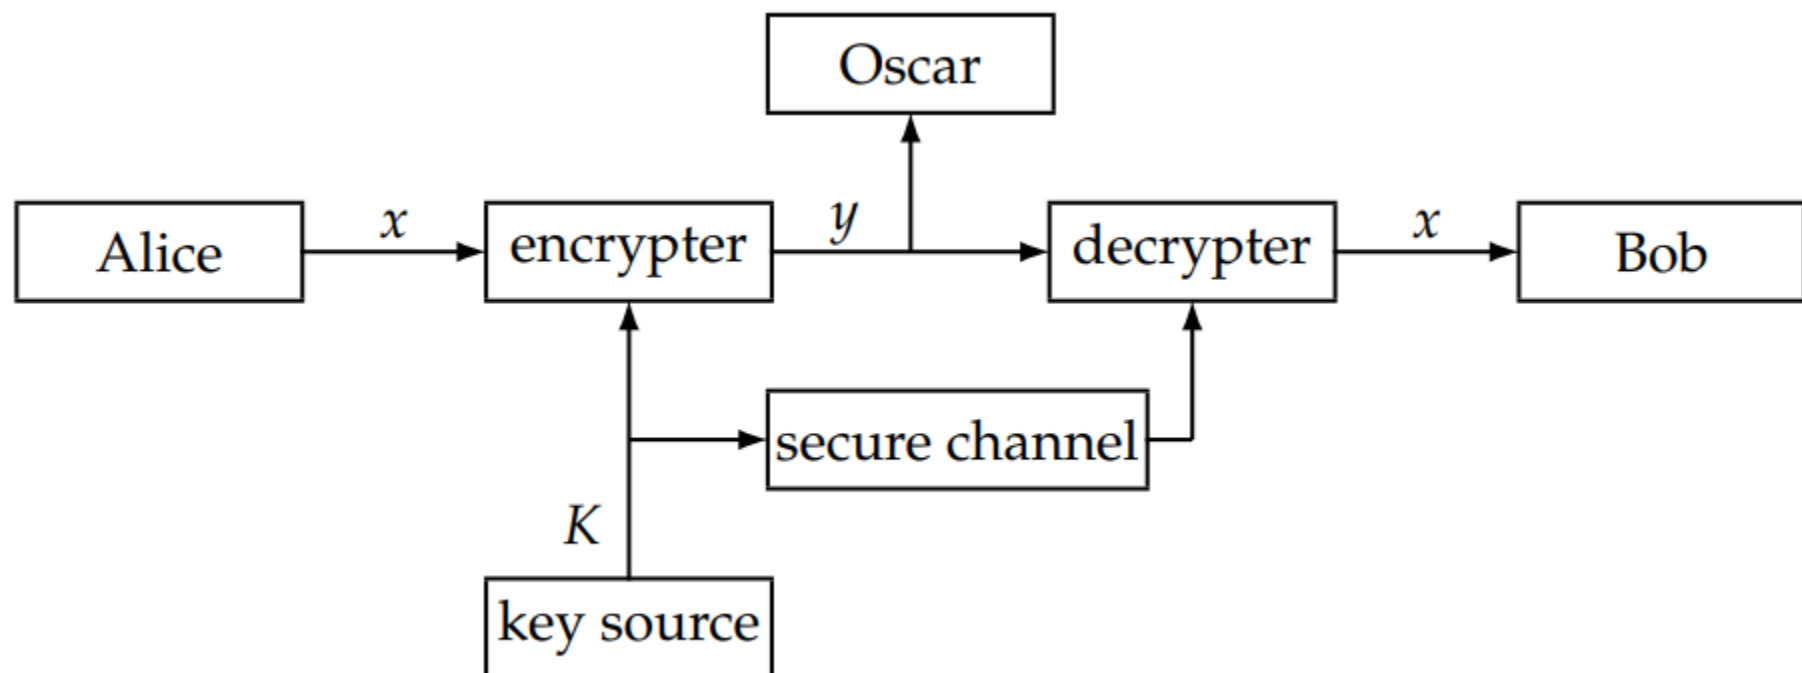 Oscar
Alice
x
encrypter
y
decrypter
x
Bob
secure channel
K
key source